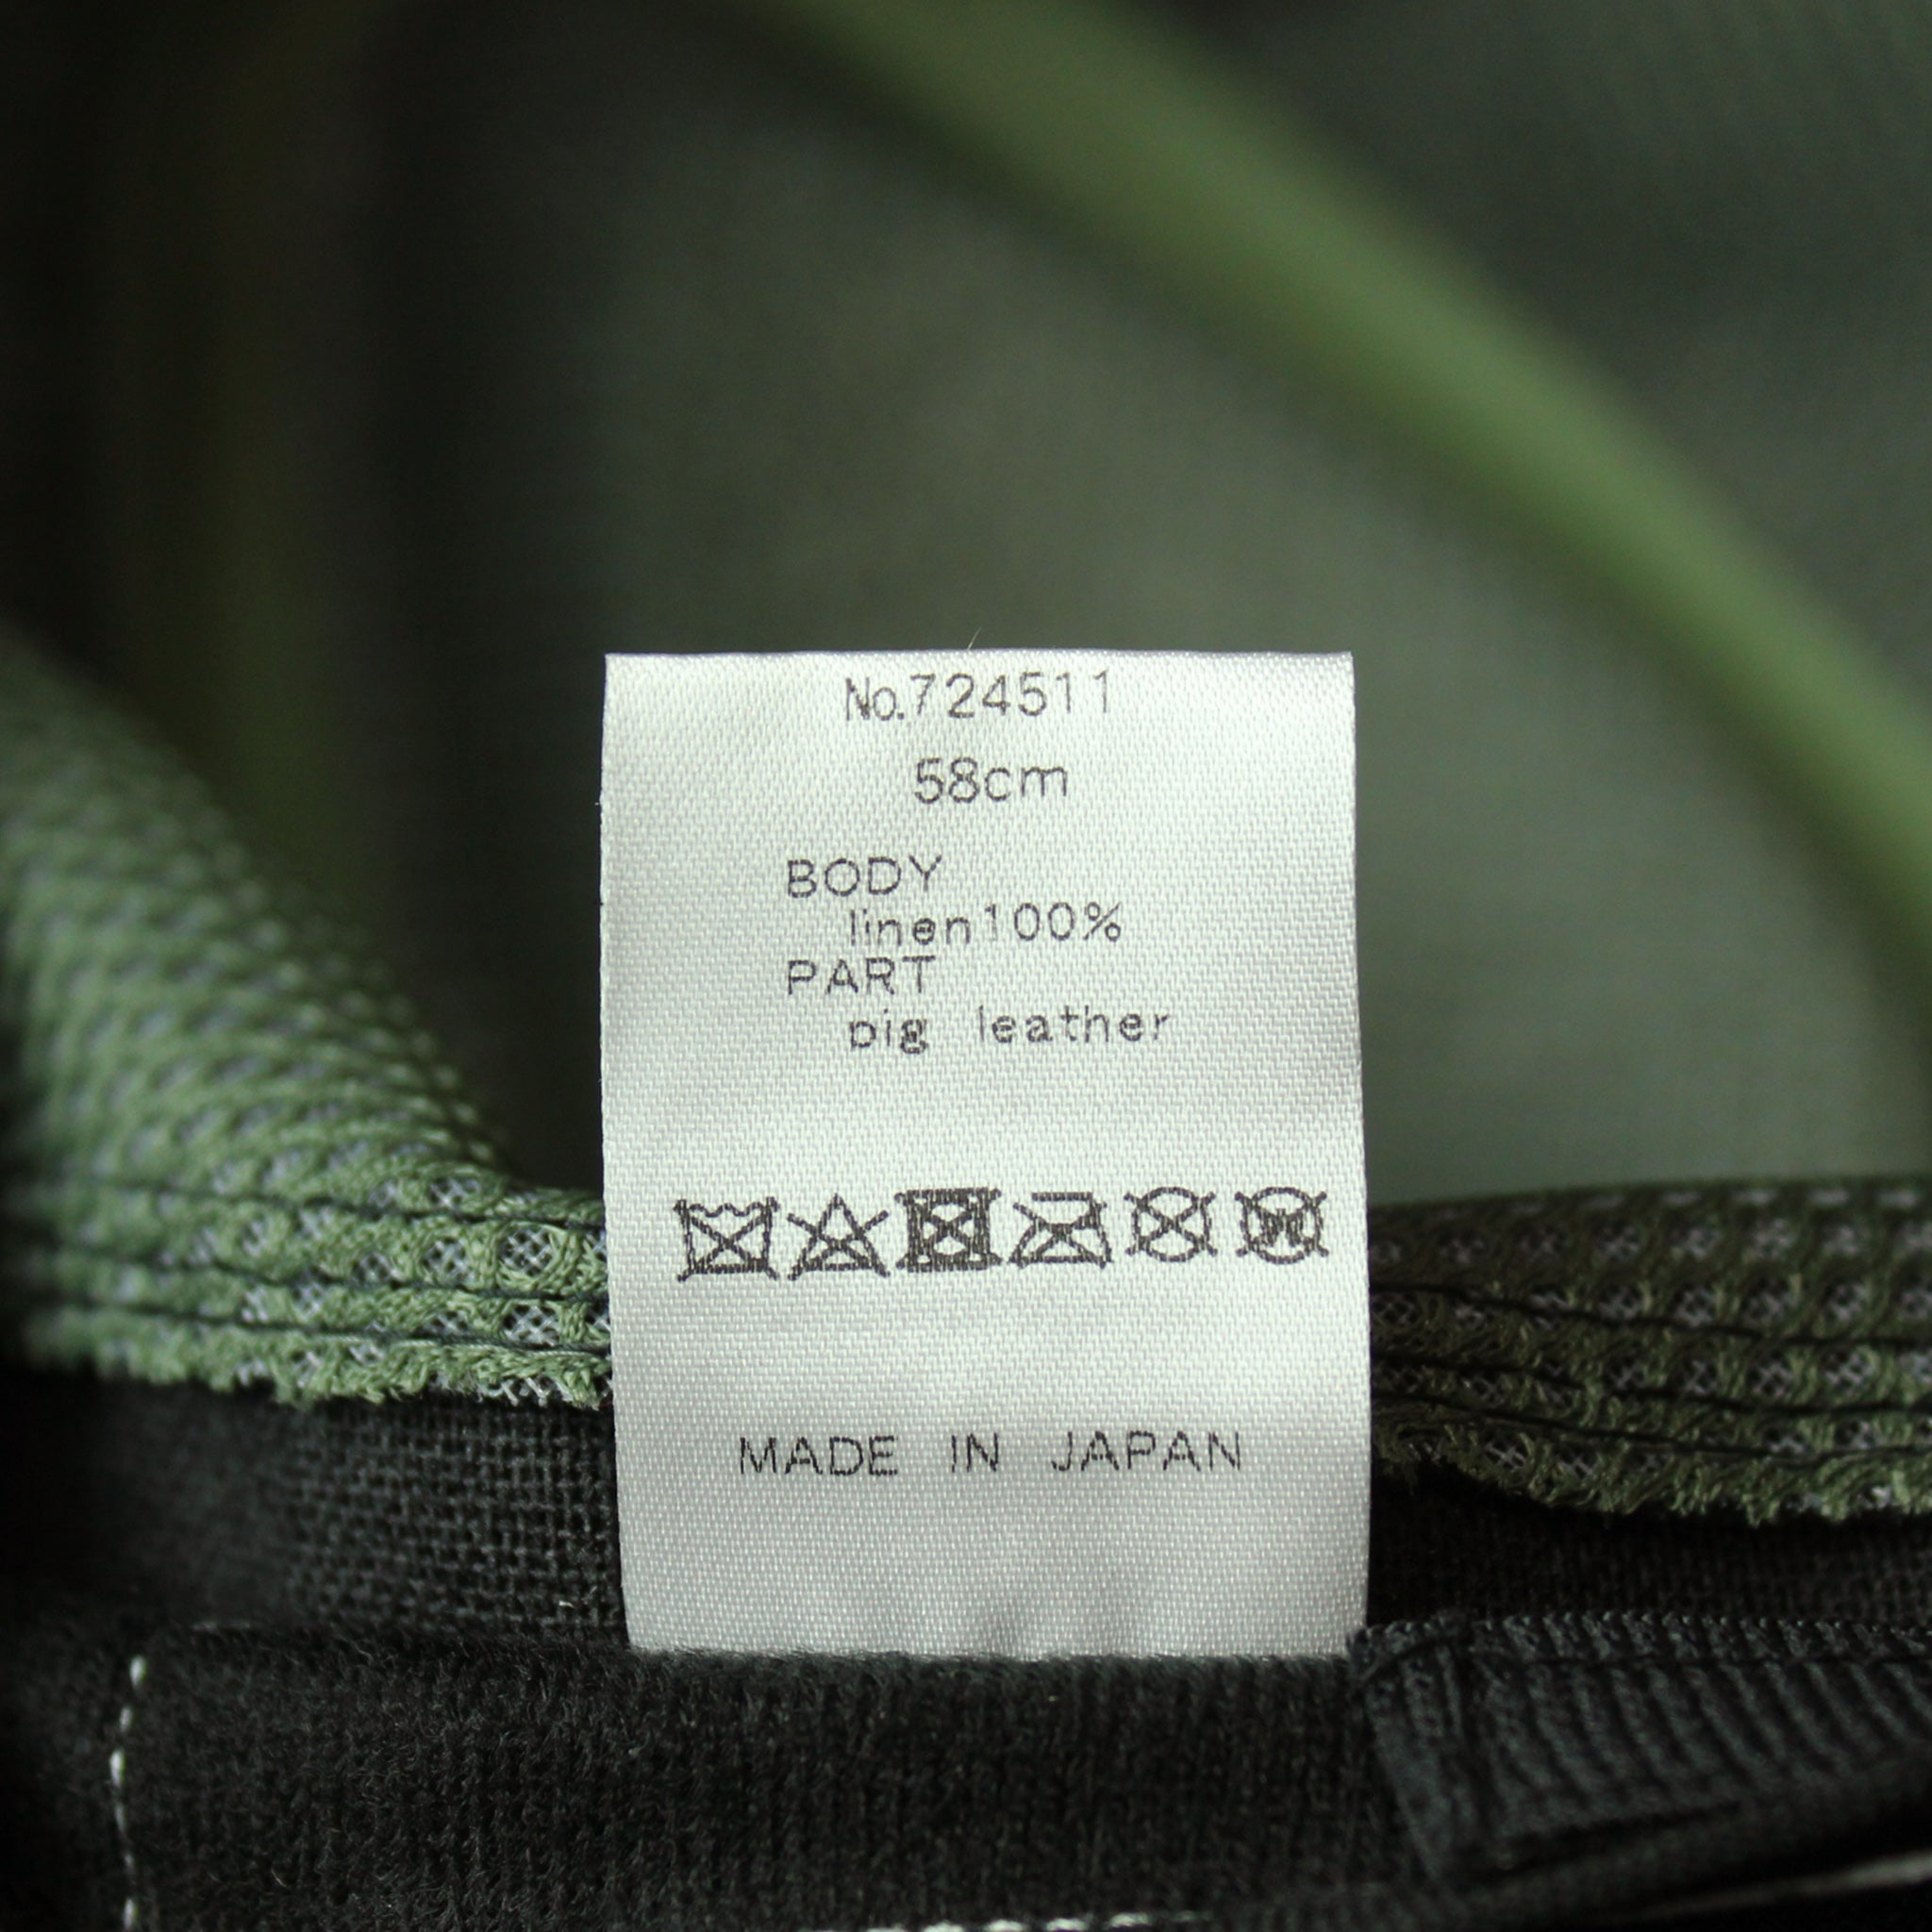 No.724511
58cm
BODY
linen100%
PART
pig leather
MADE IN JAPAN